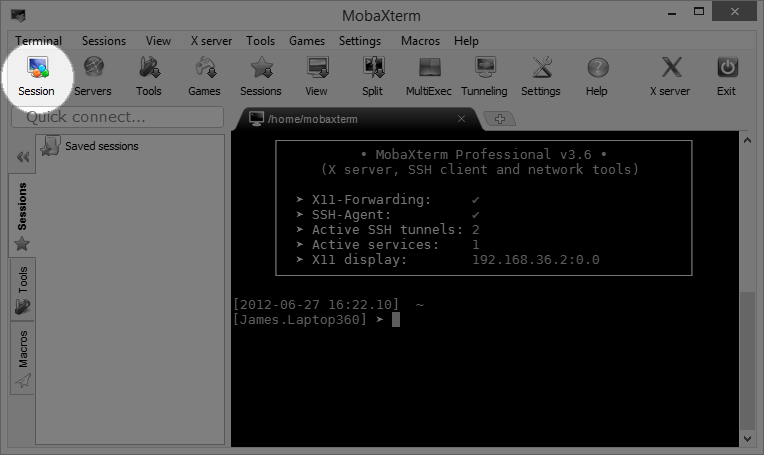 MobaXterm
Terminal Sessions View X server Tools Games Settings Macros Help
Session Servers Tools Games Sessions View Split MultiExec Tunneling Settings Help X server Exit
Quick connect...
/home/mobaxterm
Saved sessions
Sessions
Tools
Macros
• MobaXterm Professional v3.6 •
(X server, SSH client and network tools)
➤ X11-Forwarding: ✔
➤ SSH-Agent: ✔
➤ Active SSH tunnels: 2
➤ Active services: 1
➤ X11 display: 192.168.36.2:0.0
[2012-06-27 16:22.10] ~
[James.Laptop360] ➤